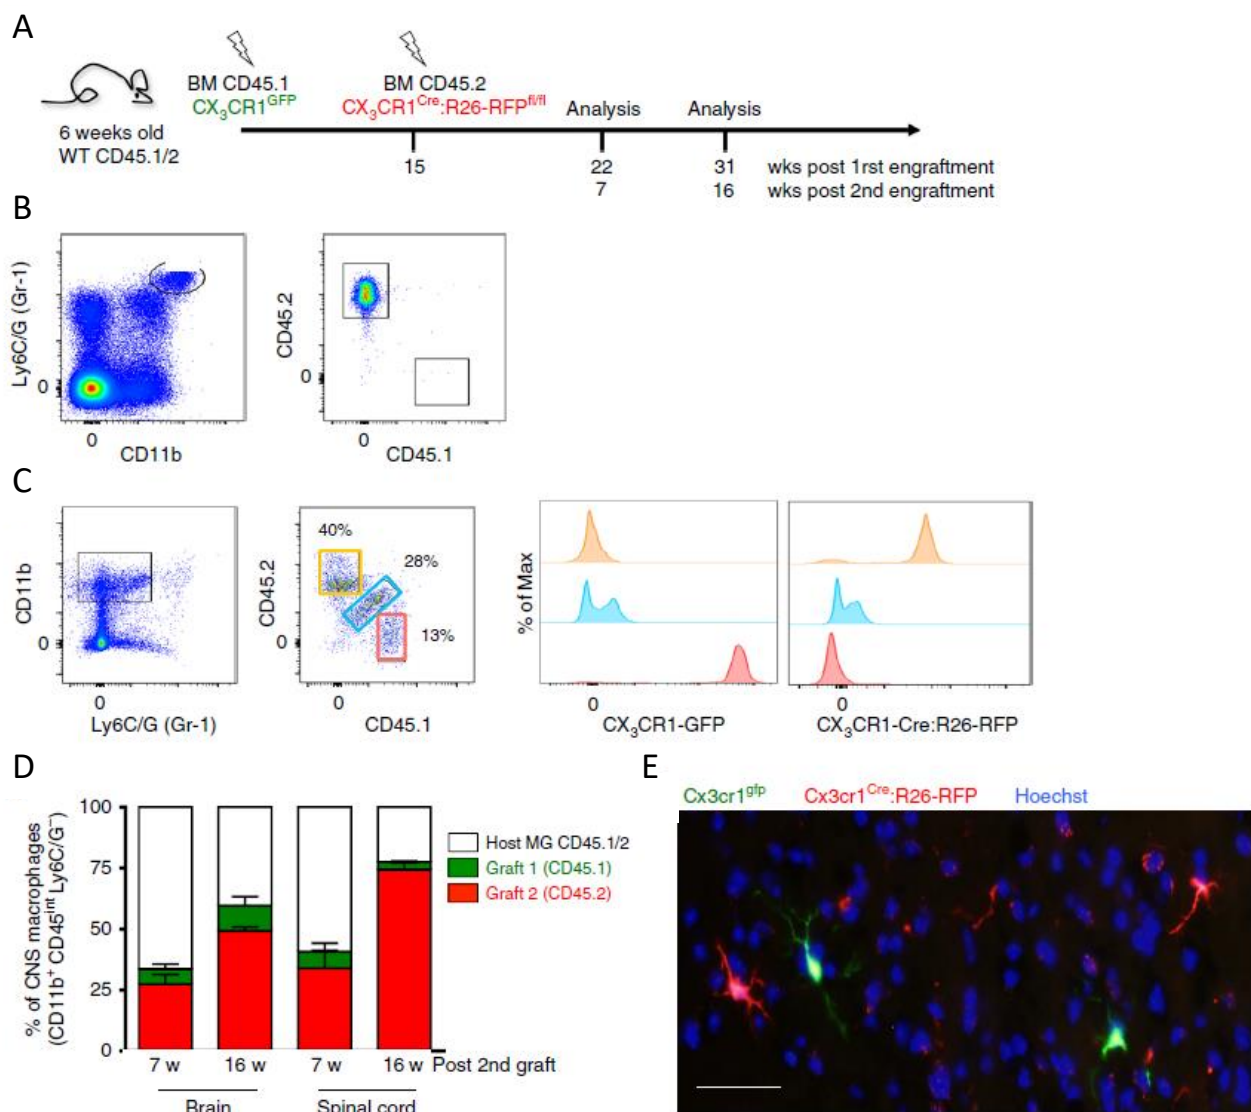 A
BM CD45.1
CX3CR1GFP
BM CD45.2
CX3CR1Cre:R26-RFPfl/fl
Analysis
Analysis
6 weeks old
WT CD45.1/2
15
22
31
wks post 1rst engraftment
7
16
wks post 2nd engraftment
B
Ly6C/G (Gr-1)
0
0
CD11b
CD45.2
0
0
CD45.1
C
CD11b
0
0
Ly6C/G (Gr-1)
CD45.2
0
40%
28%
13%
0
CD45.1
% of Max
0
CX3CR1-GFP
0
CX3CR1-Cre:R26-RFP
D
% of CNS macrophages
(CD11b+ CD45int Ly6C/G−)
100
75
50
25
0
Host MG CD45.1/2
Graft 1 (CD45.1)
Graft 2 (CD45.2)
7 w
16 w
7 w
16 w
Post 2nd graft
Brain
Spinal cord
E
Cx3cr1gfp
Cx3cr1Cre:R26-RFP
Hoechst